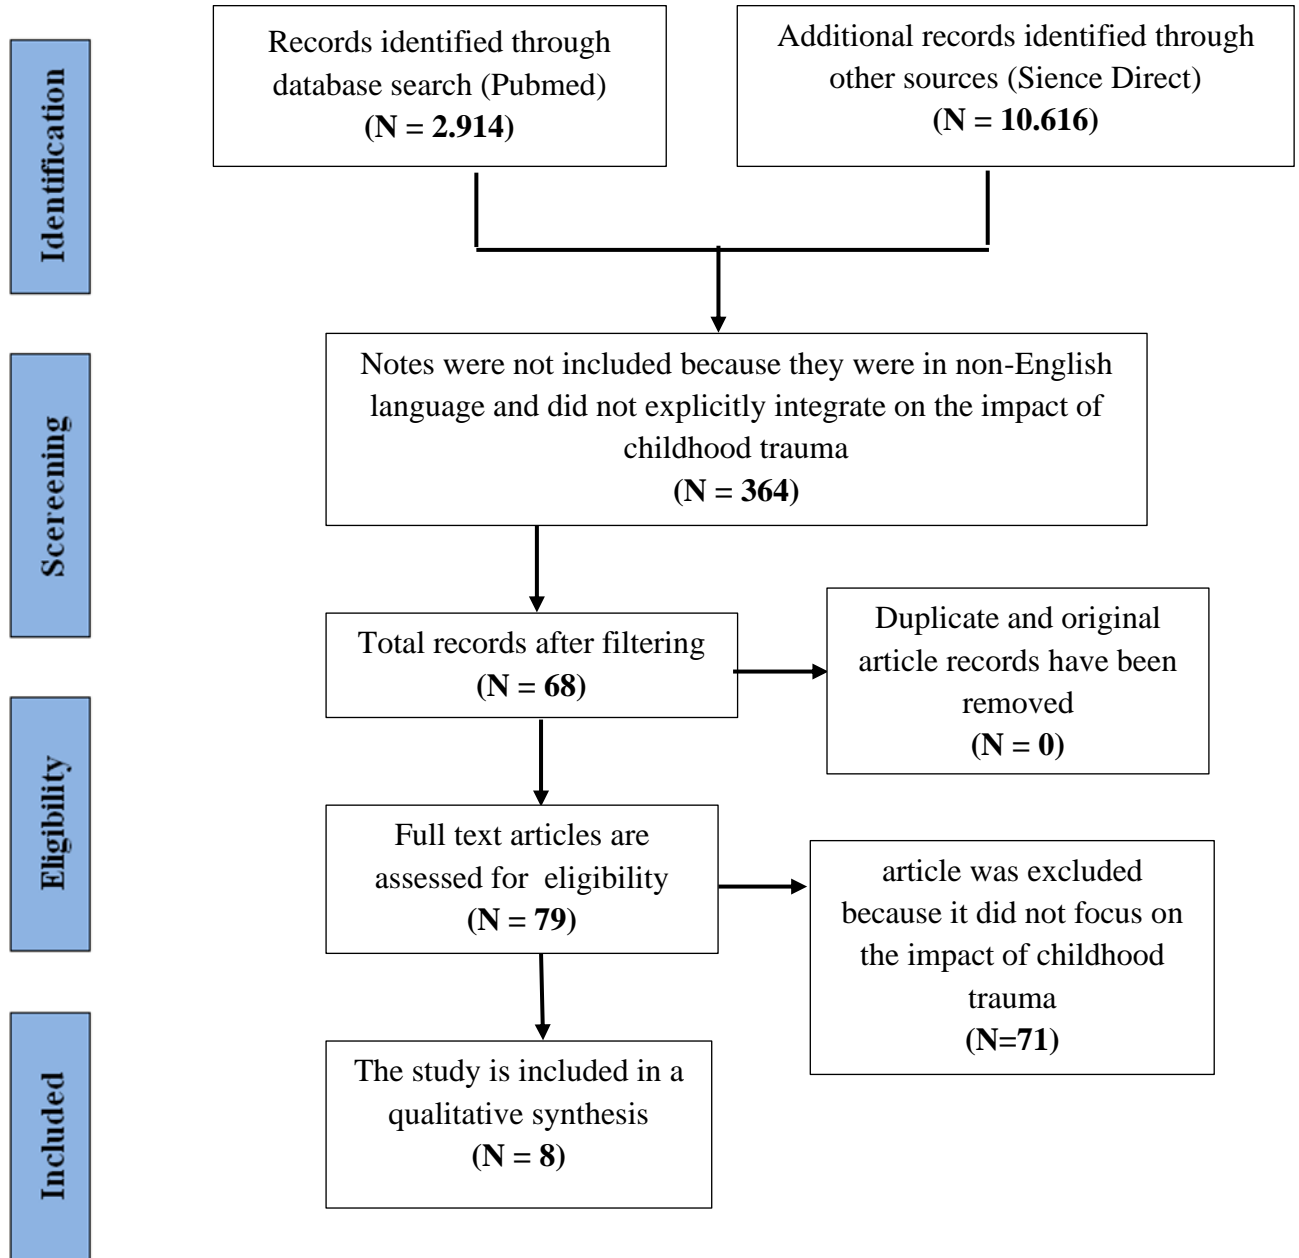 Identification
Records identified through
database search (Pubmed)
(N = 2.914)
Additional records identified through
other sources (Sience Direct)
(N = 10.616)
Scereening
Notes were not included because they were in non-English
language and did not explicitly integrate on the impact of
childhood trauma
(N = 364)
Total records after filtering
(N = 68)
Duplicate and original
article records have been
removed
(N = 0)
Eligibility
Full text articles are
assessed for eligibility
(N = 79)
article was excluded
because it did not focus on
the impact of childhood
trauma
(N=71)
Included
The study is included in a
qualitative synthesis
(N = 8)